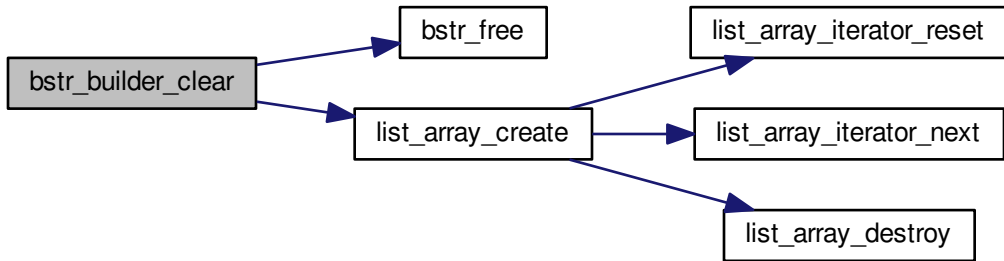 bstr_builder_clear
bstr_free
list_array_create
list_array_iterator_reset
list_array_iterator_next
list_array_destroy